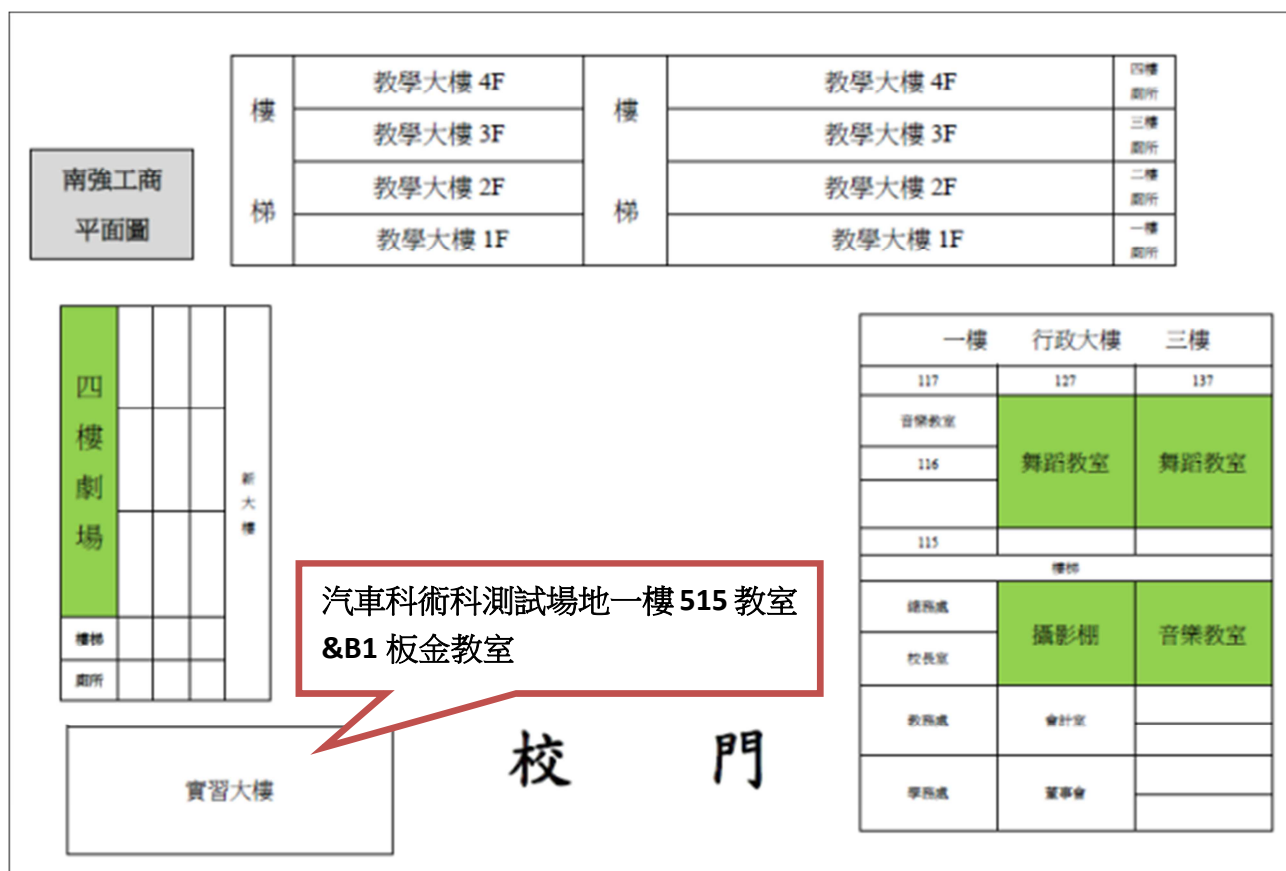 南強工商
平面圖
樓梯
教學大樓 4F
教學大樓 3F
教學大樓 2F
教學大樓 1F
樓梯
教學大樓 4F
教學大樓 3F
教學大樓 2F
教學大樓 1F
四樓
廁所
三樓
廁所
二樓
廁所
一樓
廁所
四樓劇場
新大樓
樓梯
廁所
一樓 行政大樓 三樓
117 127 137
音樂教室
116
舞蹈教室 舞蹈教室
115
樓梯
總務處
校長室
攝影棚 音樂教室
教務處 會計室
學務處 董事會
汽車科術科測試場地一樓 515 教室
&B1 板金教室
實習大樓
校 門